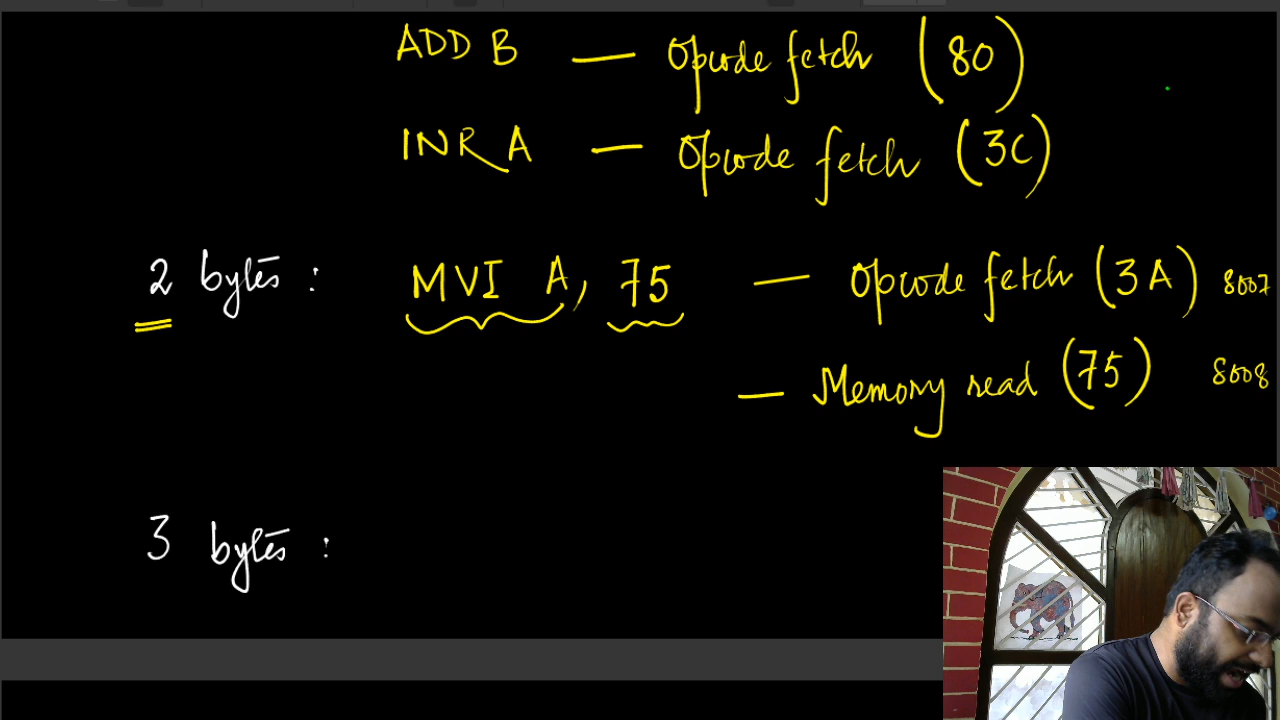 ADD B — Opcode fetch (80)
INR A — Opcode fetch (3C)
2 bytes : MVI A, 75 — Opcode fetch (3A) 8007
— Memory read (75) 8008
3 bytes :